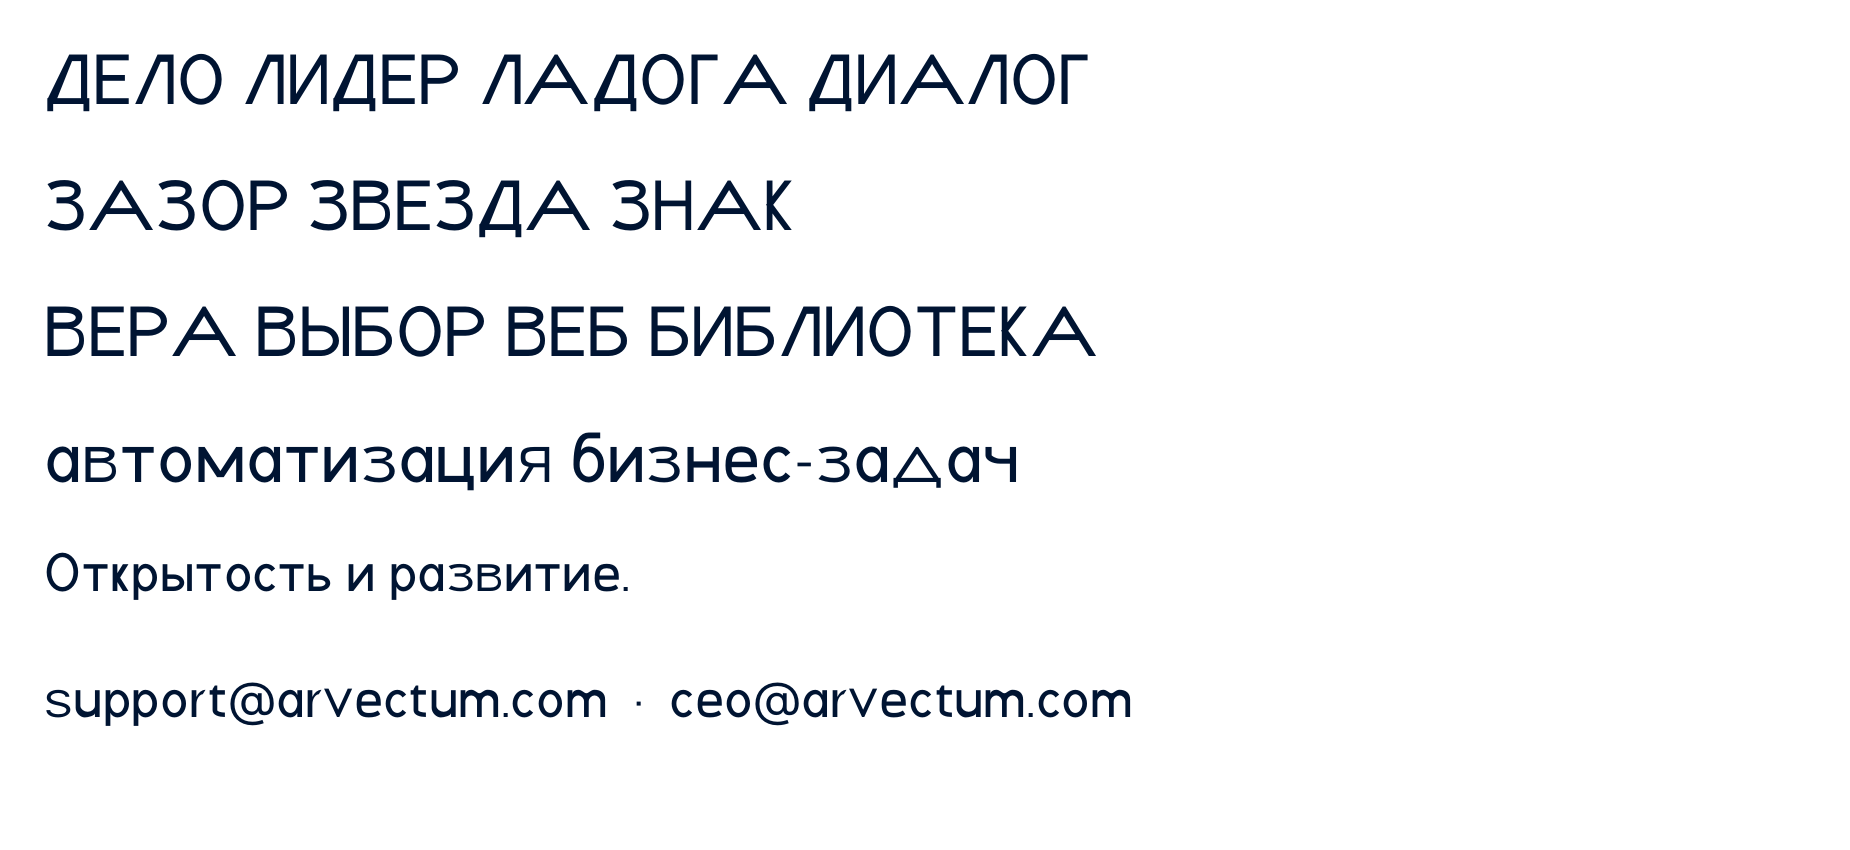 ДЕЛО ЛИДЕР ЛАДОГА ДИАЛОГ
ЗАЗОР ЗВЕЗДА ЗНАК
ВЕРА ВЫБОР ВЕБ БИБЛИОТЕКА
автоматизация бизнес-задач
Открытость и развитие.
support@arvectum.com · ceo@arvectum.com